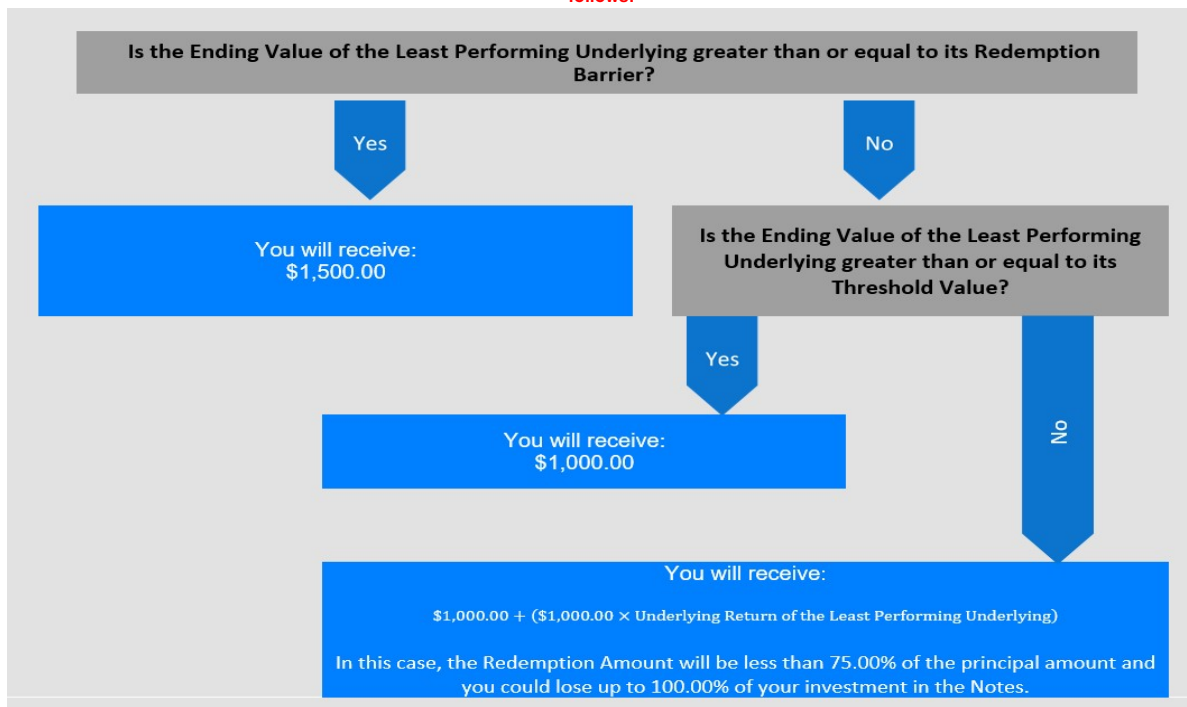 follows:
Is the Ending Value of the Least Performing Underlying greater than or equal to its Redemption
Barrier?
Yes
No
You will receive:
$1,500.00
Is the Ending Value of the Least Performing
Underlying greater than or equal to its
Threshold Value?
Yes
No
You will receive:
$1,000.00
You will receive:
$1,000.00 + ($1,000.00 × Underlying Return of the Least Performing Underlying)
In this case, the Redemption Amount will be less than 75.00% of the principal amount and
you could lose up to 100.00% of your investment in the Notes.